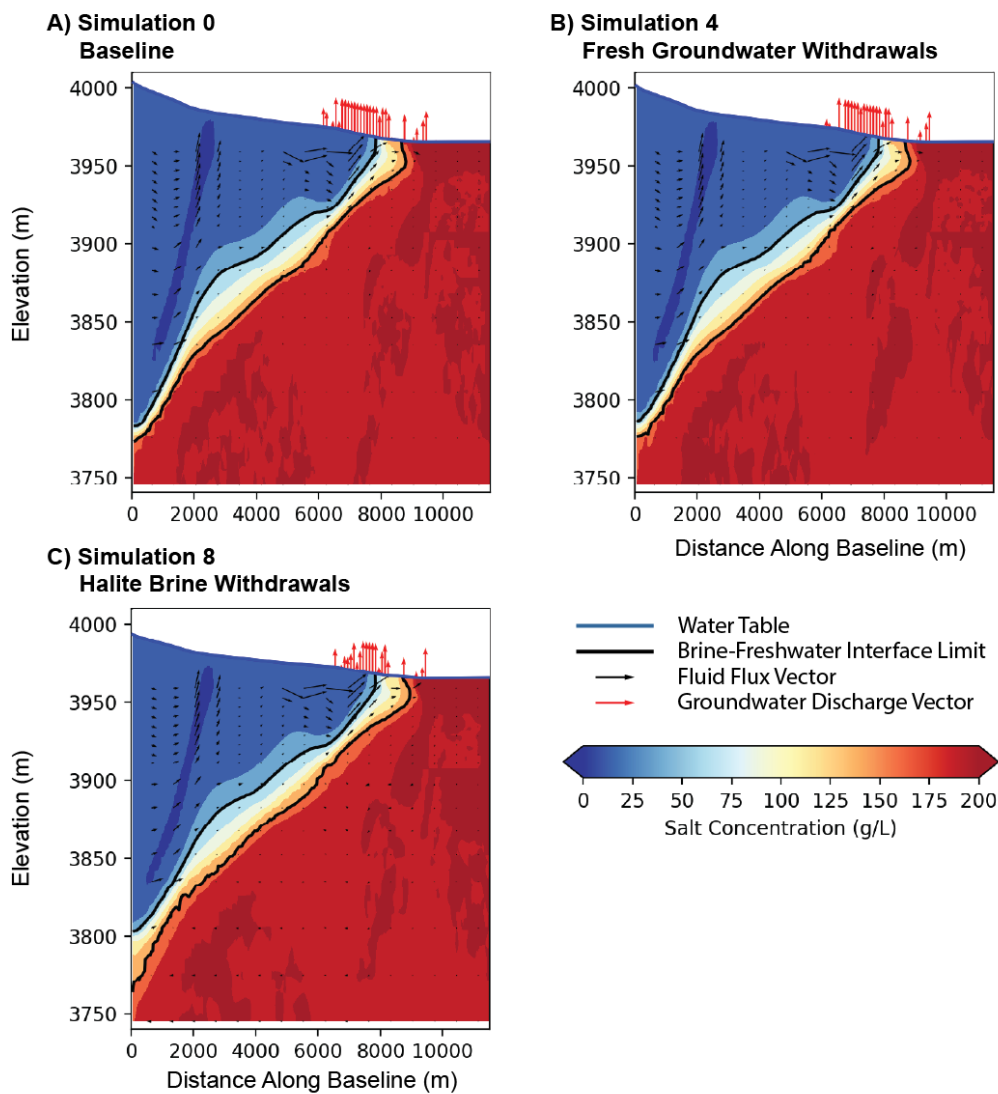 A) Simulation 0
Baseline
B) Simulation 4
Fresh Groundwater Withdrawals
4000
3950
3900
3850
3800
3750
Elevation (m)
0 2000 4000 6000 8000 10000
4000
3950
3900
3850
3800
3750
0 2000 4000 6000 8000 10000
Distance Along Baseline (m)
C) Simulation 8
Halite Brine Withdrawals
4000
3950
3900
3850
3800
3750
Elevation (m)
0 2000 4000 6000 8000 10000
Distance Along Baseline (m)
Water Table
Brine-Freshwater Interface Limit
Fluid Flux Vector
Groundwater Discharge Vector
0 25 50 75 100 125 150 175 200
Salt Concentration (g/L)